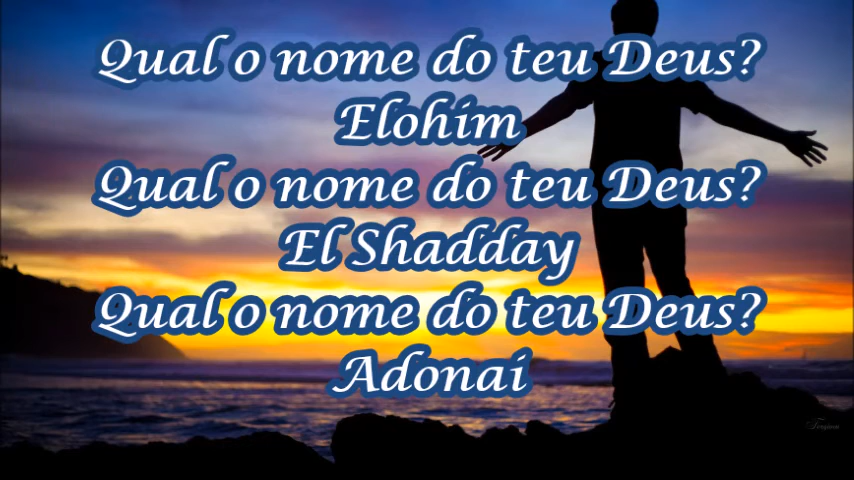 Qual o nome do teu Deus?
Elohim
Qual o nome do teu Deus?
El Shadday
Qual o nome do teu Deus?
Adonai